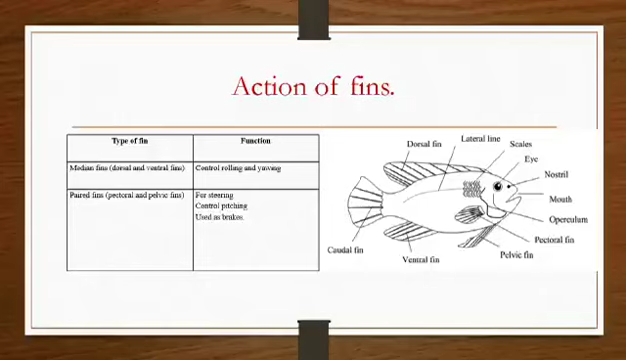 Action of fins.
Type of fin
Function
Median fins (dorsal and ventral fins)
Control rolling and yawing
Paired fins (pectoral and pelvic fins)
For steering
Control pitching
Used as brakes.
Dorsal fin
Lateral line
Scales
Eye
Nostril
Mouth
Operculum
Pectoral fin
Pelvic fin
Ventral fin
Caudal fin